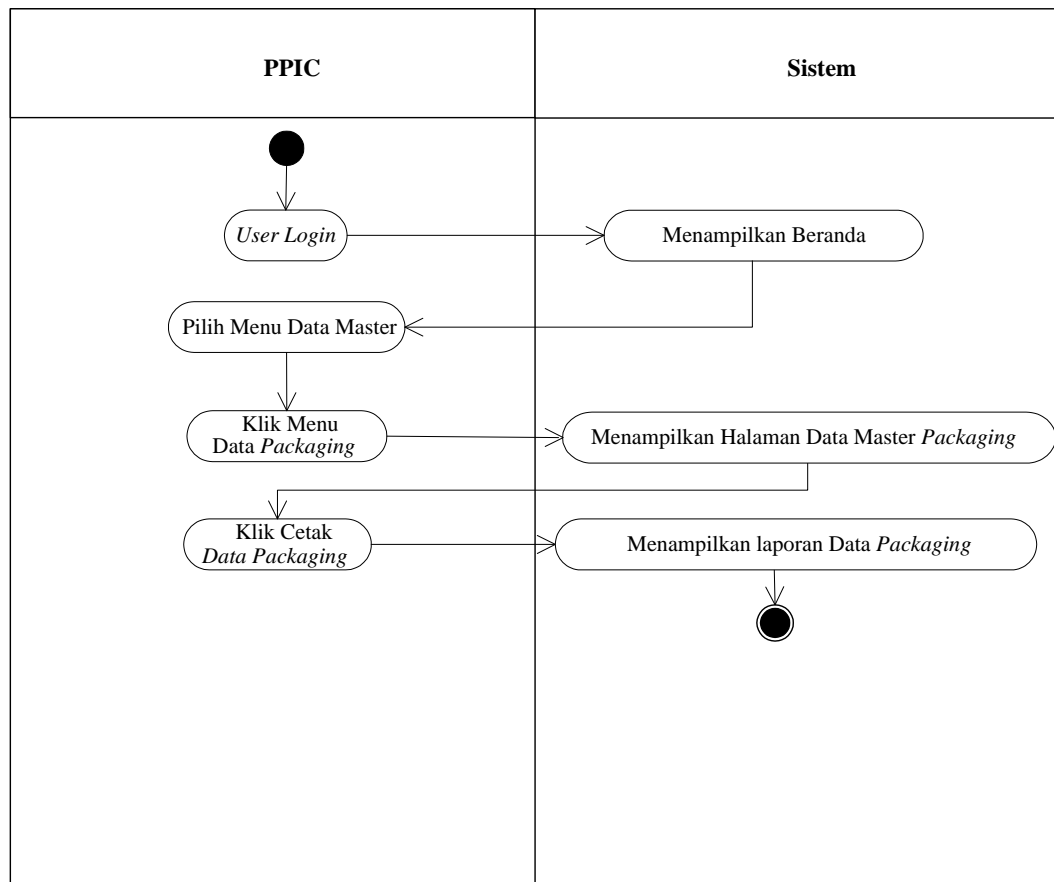 PPIC
Sistem
User Login
Menampilkan Beranda
Pilih Menu Data Master
Klik Menu
Data Packaging
Menampilkan Halaman Data Master Packaging
Klik Cetak
Data Packaging
Menampilkan laporan Data Packaging